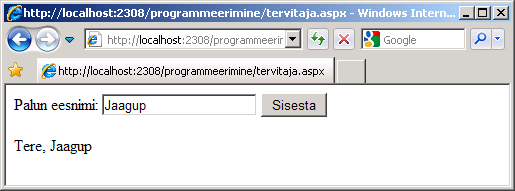 http://localhost:2308/programmeerimine/tervitaja.aspx - Windows Intern...
http://localhost:2308/programmeerir
Google
http://localhost:2308/programmeerimine/tervitaja.aspx
Palun eesnimi: Jaagup Sisesta
Tere, Jaagup